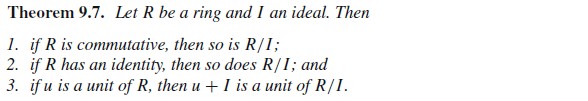 Theorem 9.7. Let R be a ring and I an ideal. Then
1. if R is commutative, then so is R/I;
2. if R has an identity, then so does R/I; and
3. if u is a unit of R, then u + I is a unit of R/I.